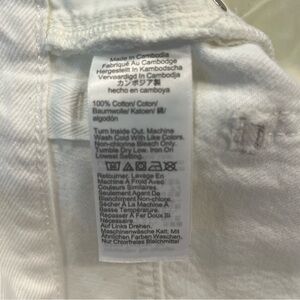 Made in Cambodia
Fabriqué Au Cambodge
Hergestellt In Kambodscha
Vervaardigd In Cambodja
カンボジア製
hecho en camboya
100% Cotton/ Coton/
Baumwolle/ Katoen/ 綿/
algodón
Turn Inside Out. Machine
Wash Cold With Like Colors.
Non-chlorine Bleach Only.
Tumble Dry Low. Iron On
Lowest Setting.
Retourner. Lavage En
Machine A Froid Avec
Couleurs Similaires.
Seulement Agent De
Blanchiment Non-chlore.
Sécher À La Machine À
Basse Température.
Repasser À Fer Doux Si
Nécessaire.
Auf Links Drehen.
Maschinenwäsche Kalt; Mit
Ähnlichen Farben Waschen.
Nur Chlorfreies Bleichmittel